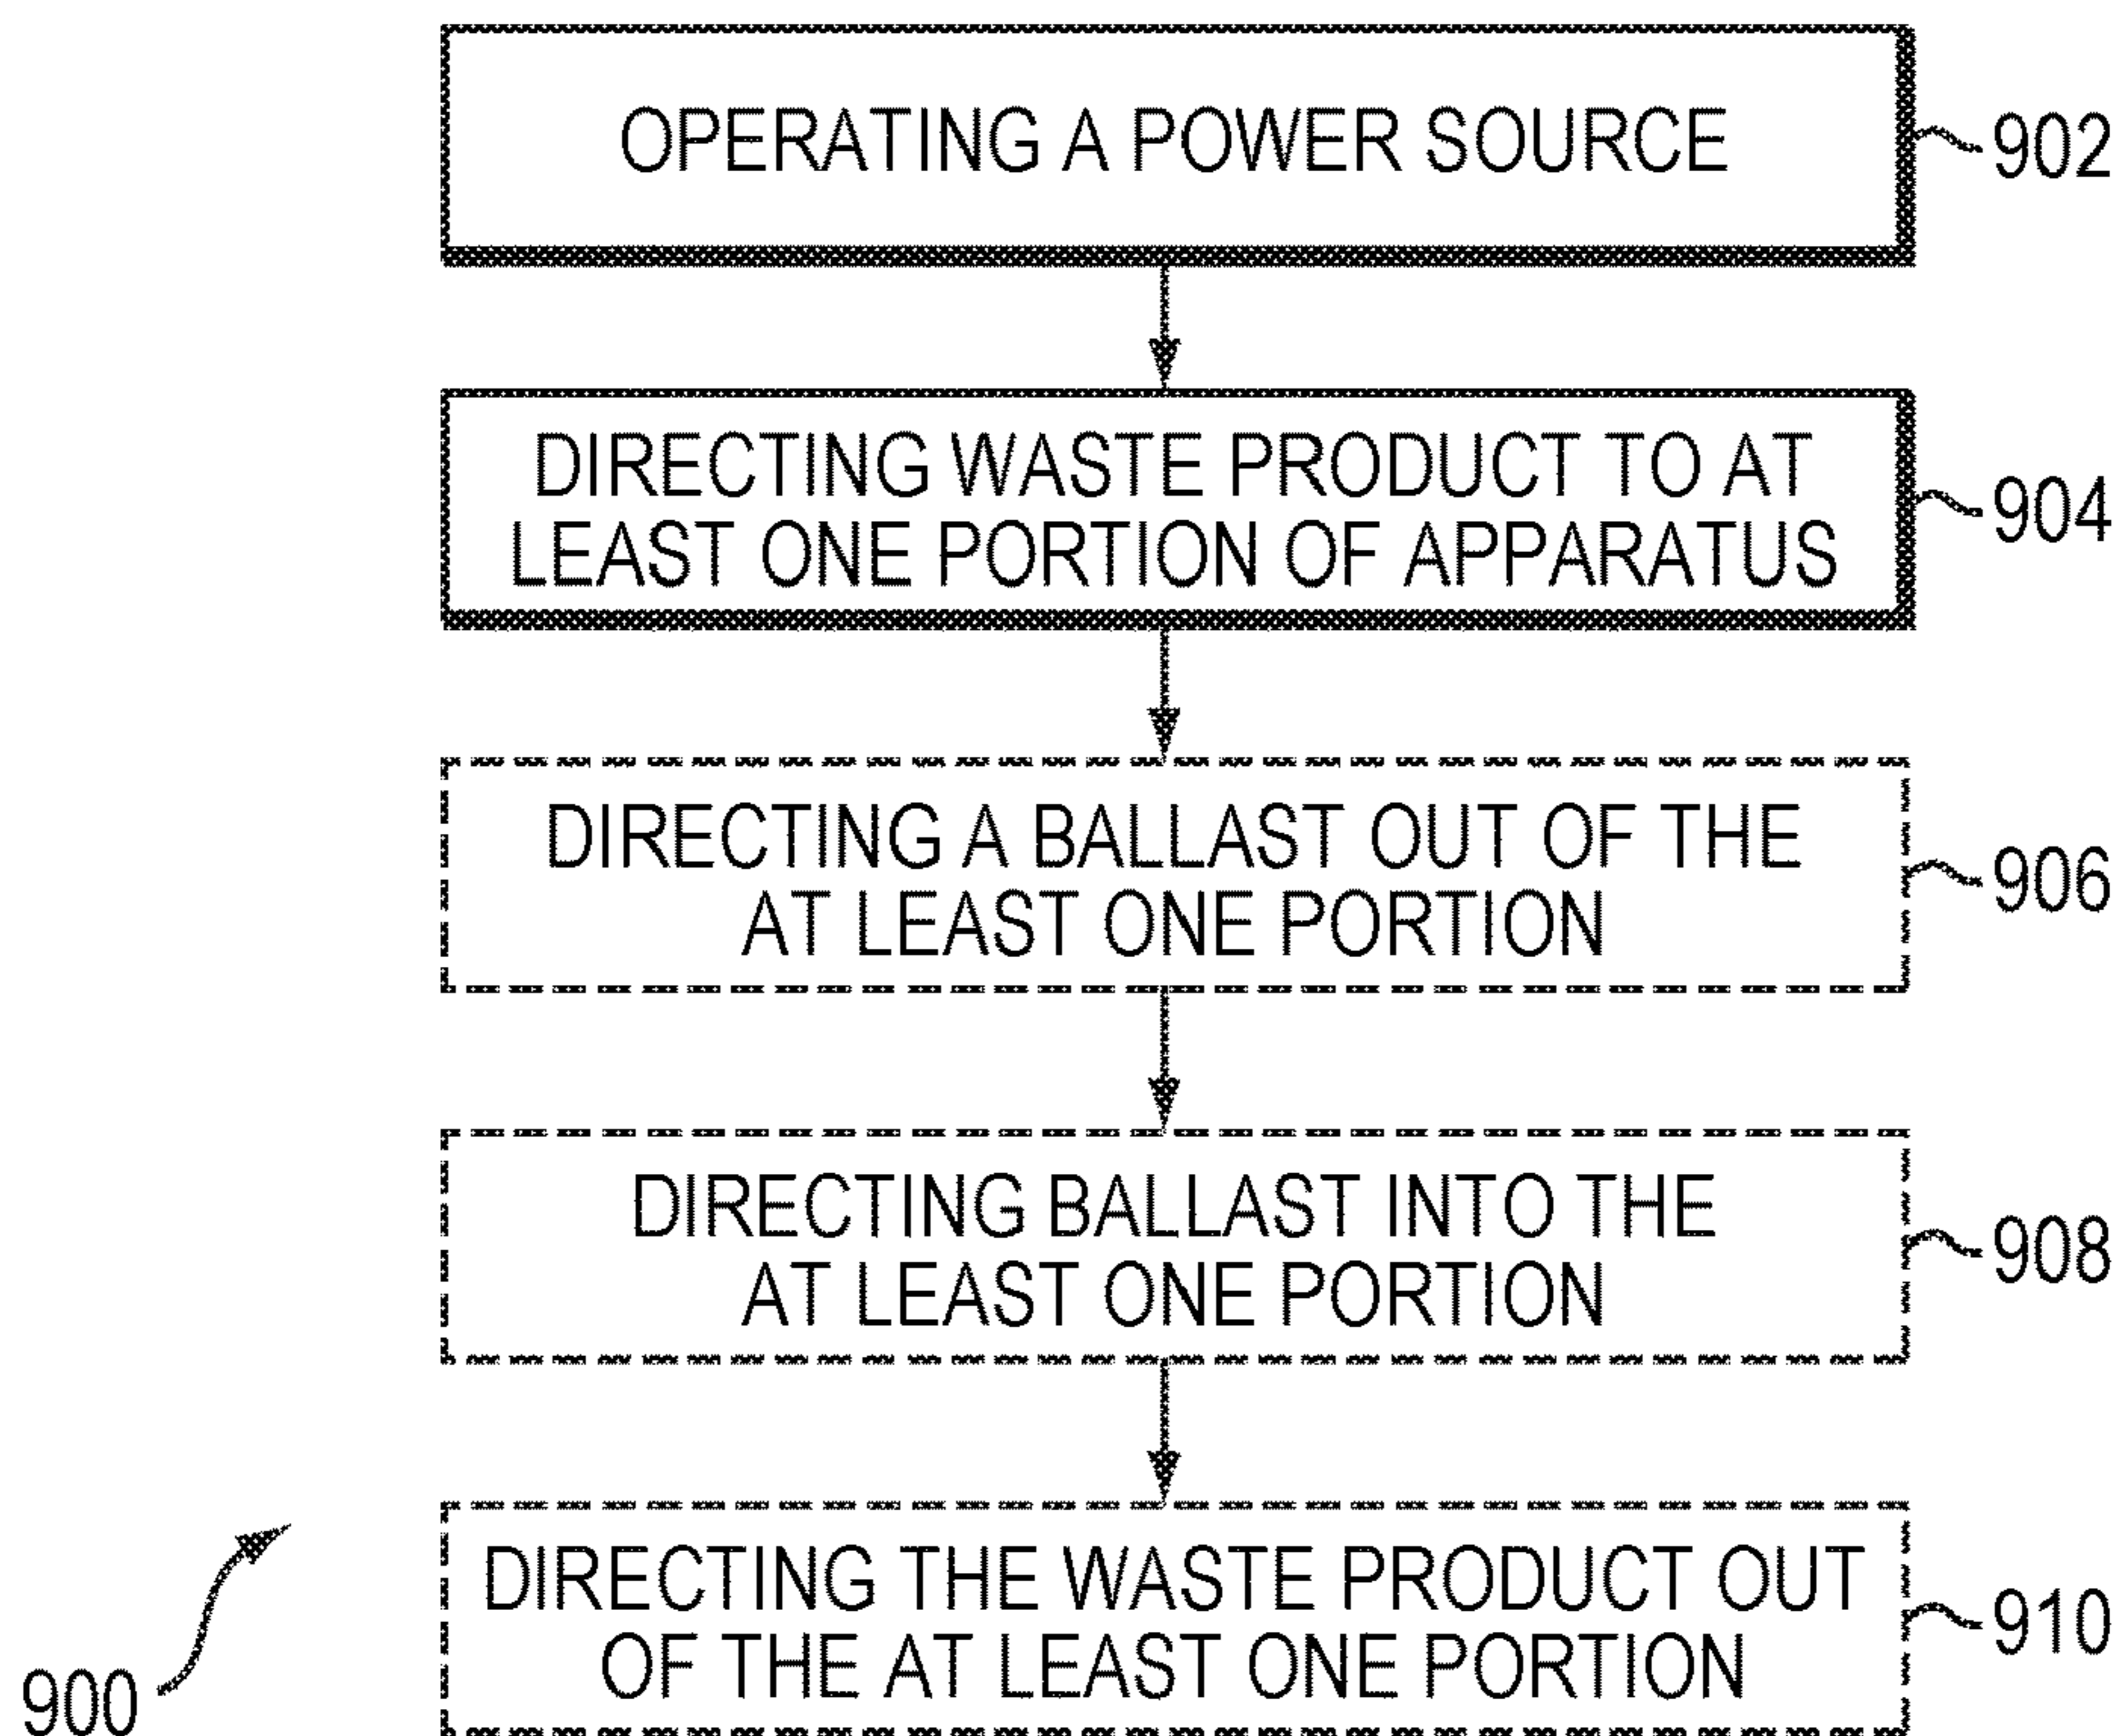 OPERATING A POWER SOURCE
902
DIRECTING WASTE PRODUCT TO AT
LEAST ONE PORTION OF APPARATUS
904
DIRECTING A BALLAST OUT OF THE
AT LEAST ONE PORTION
906
DIRECTING BALLAST INTO THE
AT LEAST ONE PORTION
908
DIRECTING THE WASTE PRODUCT OUT
OF THE AT LEAST ONE PORTION
910
900